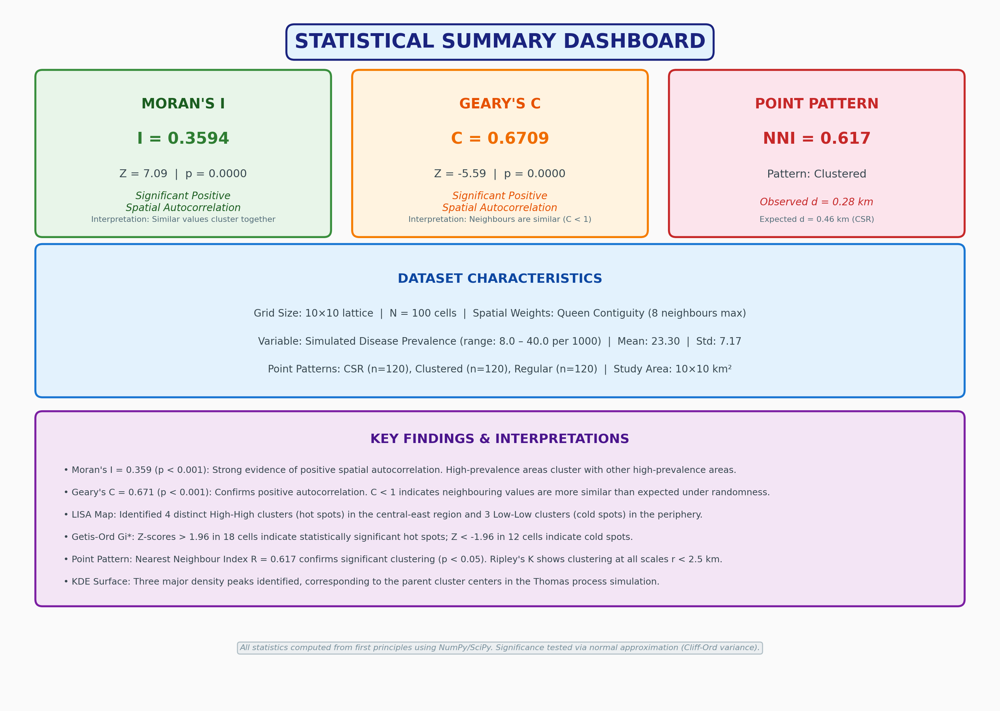 STATISTICAL SUMMARY DASHBOARD
MORAN'S I
I = 0.3594
Z = 7.09 | p = 0.0000
Significant Positive
Spatial Autocorrelation
Interpretation: Similar values cluster together
GEARY'S C
C = 0.6709
Z = -5.59 | p = 0.0000
Significant Positive
Spatial Autocorrelation
Interpretation: Neighbours are similar (C < 1)
POINT PATTERN
NNI = 0.617
Pattern: Clustered
Observed d = 0.28 km
Expected d = 0.46 km (CSR)
DATASET CHARACTERISTICS
Grid Size: 10×10 lattice | N = 100 cells | Spatial Weights: Queen Contiguity (8 neighbours max)
Variable: Simulated Disease Prevalence (range: 8.0 – 40.0 per 1000) | Mean: 23.30 | Std: 7.17
Point Patterns: CSR (n=120), Clustered (n=120), Regular (n=120) | Study Area: 10×10 km²
KEY FINDINGS & INTERPRETATIONS
• Moran's I = 0.359 (p < 0.001): Strong evidence of positive spatial autocorrelation. High-prevalence areas cluster with other high-prevalence areas.
• Geary's C = 0.671 (p < 0.001): Confirms positive autocorrelation. C < 1 indicates neighbouring values are more similar than expected under randomness.
• LISA Map: Identified 4 distinct High-High clusters (hot spots) in the central-east region and 3 Low-Low clusters (cold spots) in the periphery.
• Getis-Ord Gi*: Z-scores > 1.96 in 18 cells indicate statistically significant hot spots; Z < -1.96 in 12 cells indicate cold spots.
• Point Pattern: Nearest Neighbour Index R = 0.617 confirms significant clustering (p < 0.05). Ripley's K shows clustering at all scales r < 2.5 km.
• KDE Surface: Three major density peaks identified, corresponding to the parent cluster centers in the Thomas process simulation.
All statistics computed from first principles using NumPy/SciPy. Significance tested via normal approximation (Cliff-Ord variance).